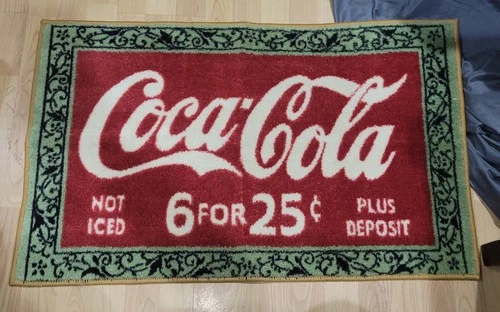 Coca-Cola
NOT ICED 6 FOR 25¢ PLUS DEPOSIT